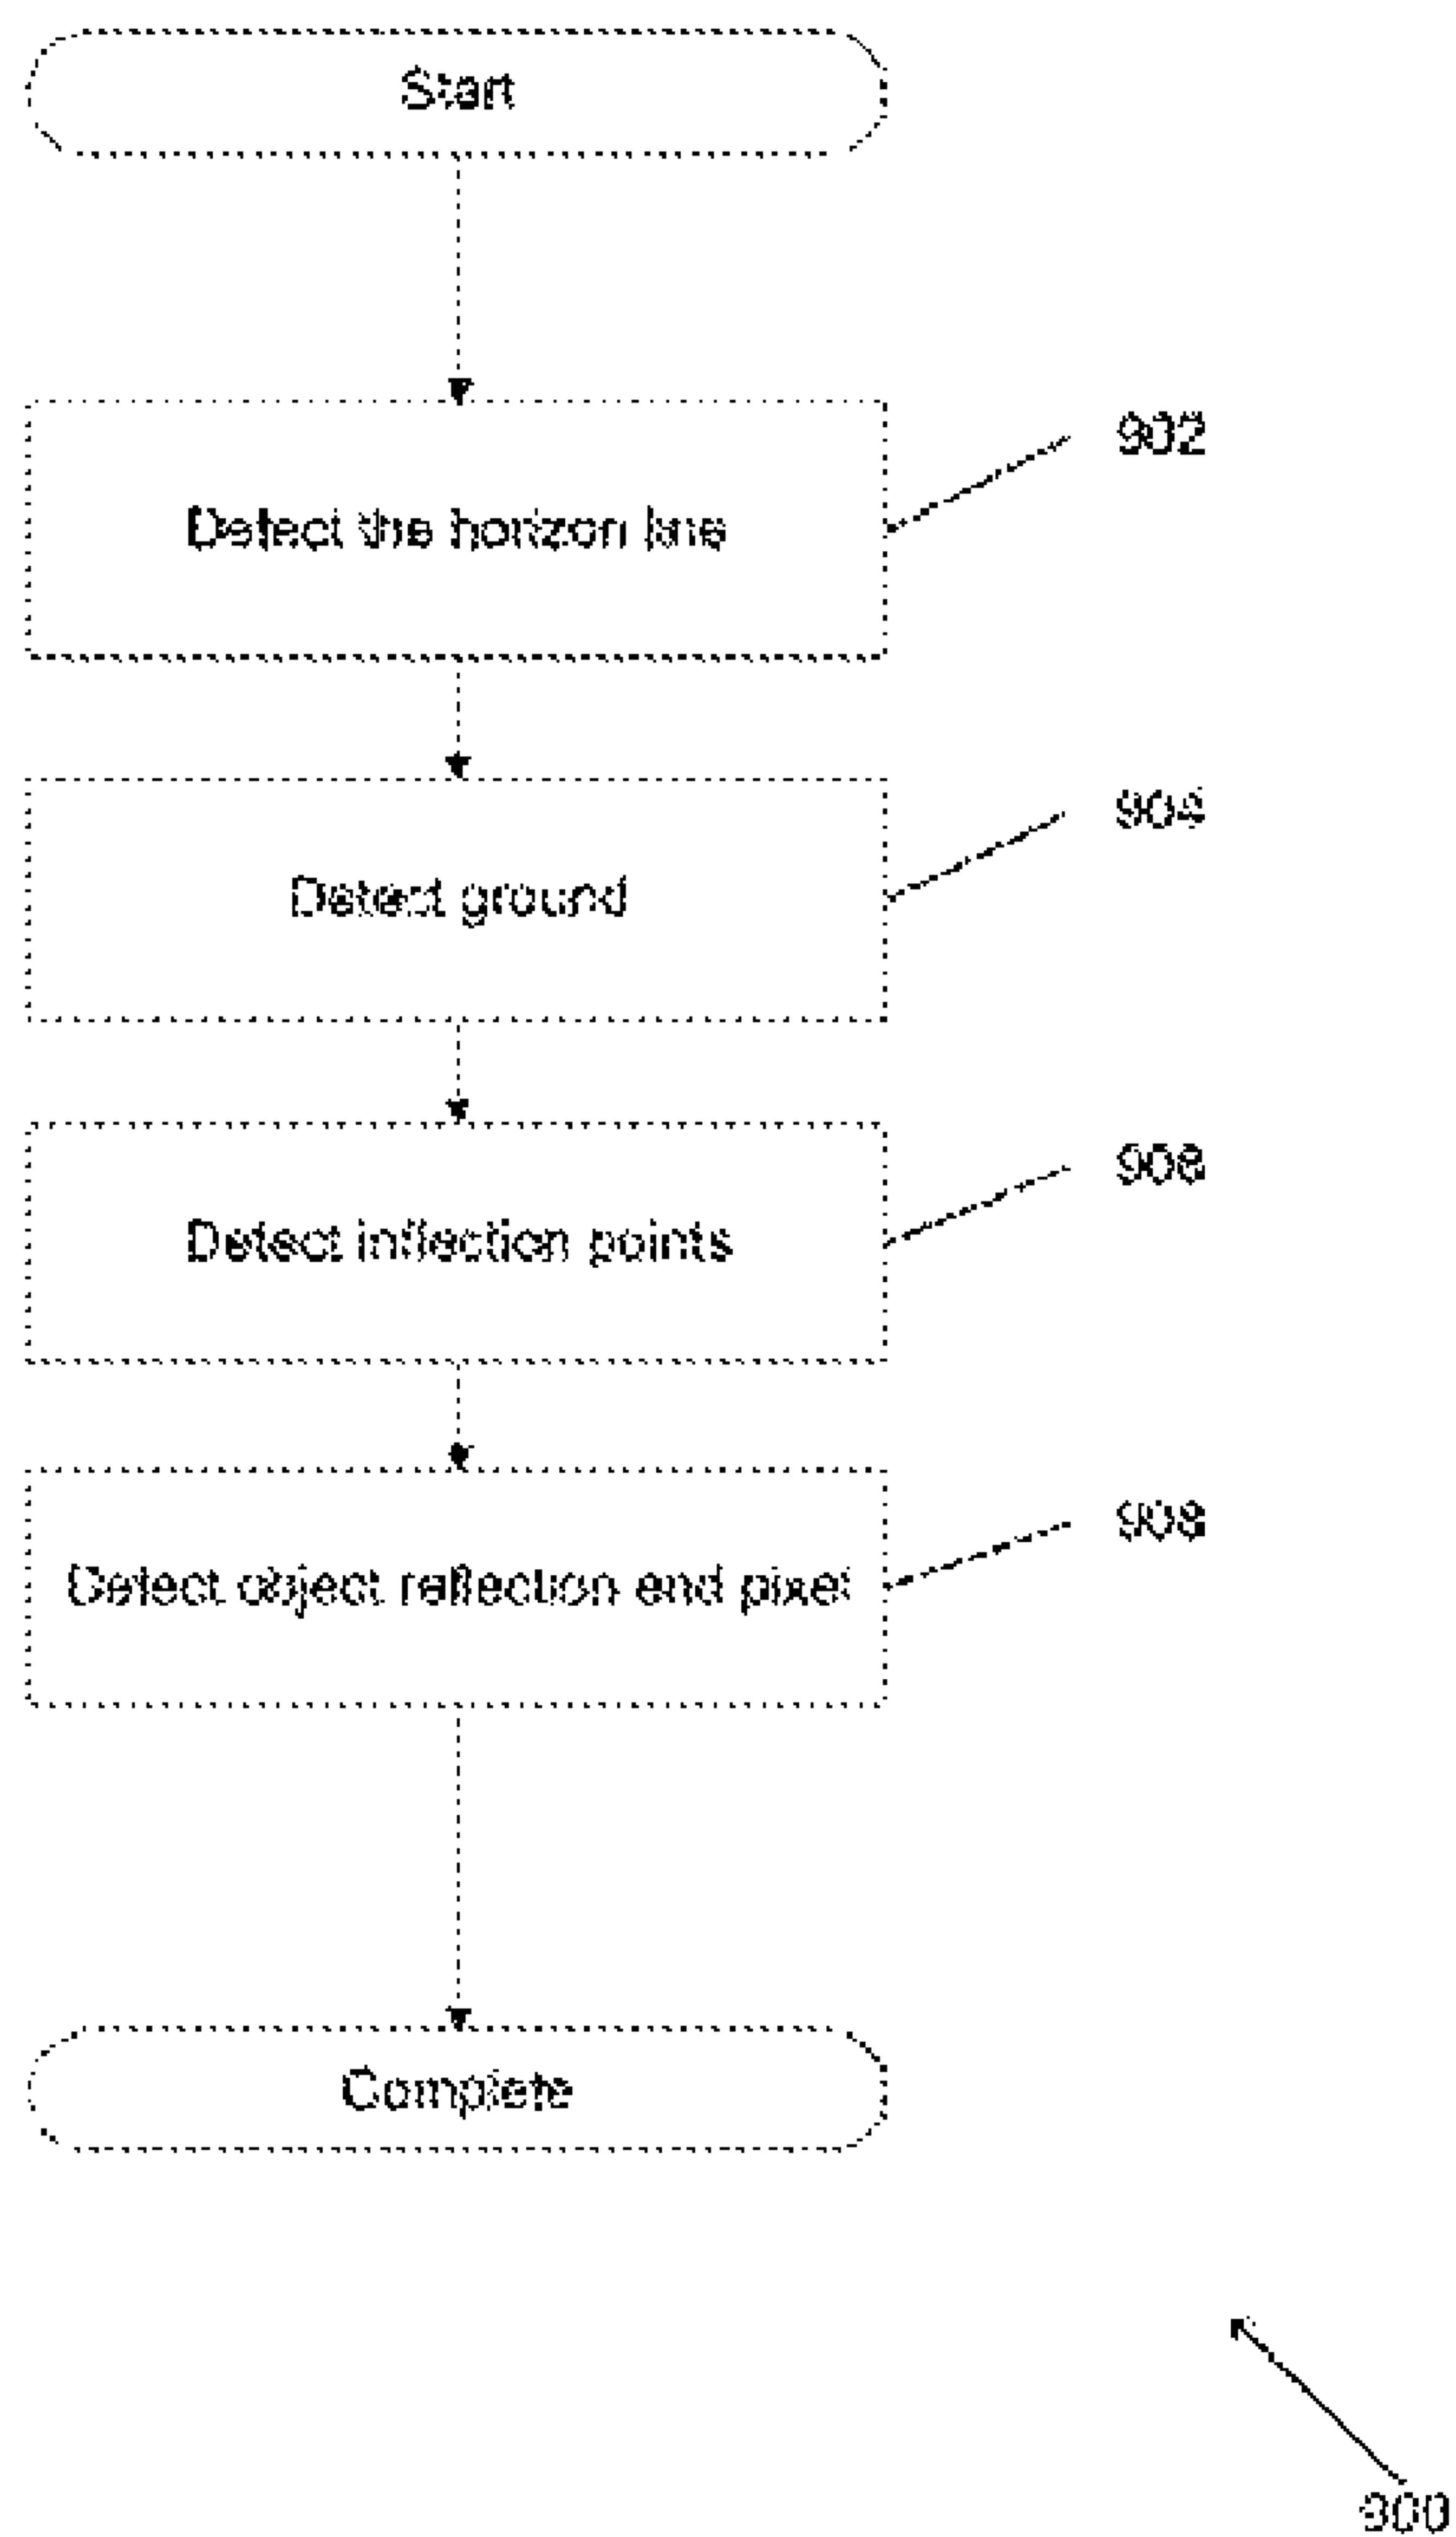 Start
Detect the horizon line
902
Detect ground
904
Detect inflection points
906
Detect object reflection end pixel
908
Complete
900